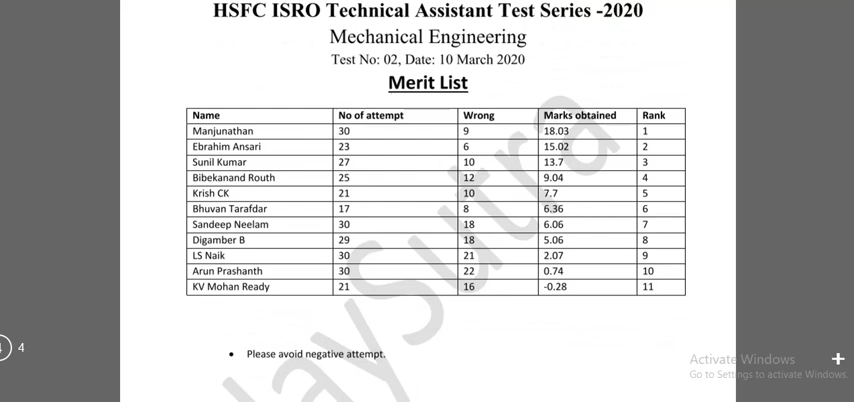 HSFC ISRO Technical Assistant Test Series -2020
Mechanical Engineering
Test No: 02, Date: 10 March 2020
Merit List
Name No of attempt Wrong Marks obtained Rank
Manjunathan 30 9 18.03 1
Ebrahim Ansari 23 6 15.02 2
Sunil Kumar 27 10 13.7 3
Bibekanand Routh 25 12 9.04 4
Krish CK 21 10 7.7 5
Bhuvan Tarafdar 17 8 6.36 6
Sandeep Neelam 30 18 6.06 7
Digamber B 29 18 5.06 8
LS Naik 30 21 2.07 9
Arun Prashanth 30 22 0.74 10
KV Mohan Ready 21 16 -0.28 11
4
• Please avoid negative attempt.
Activate Windows
Go to Settings to activate Windows.